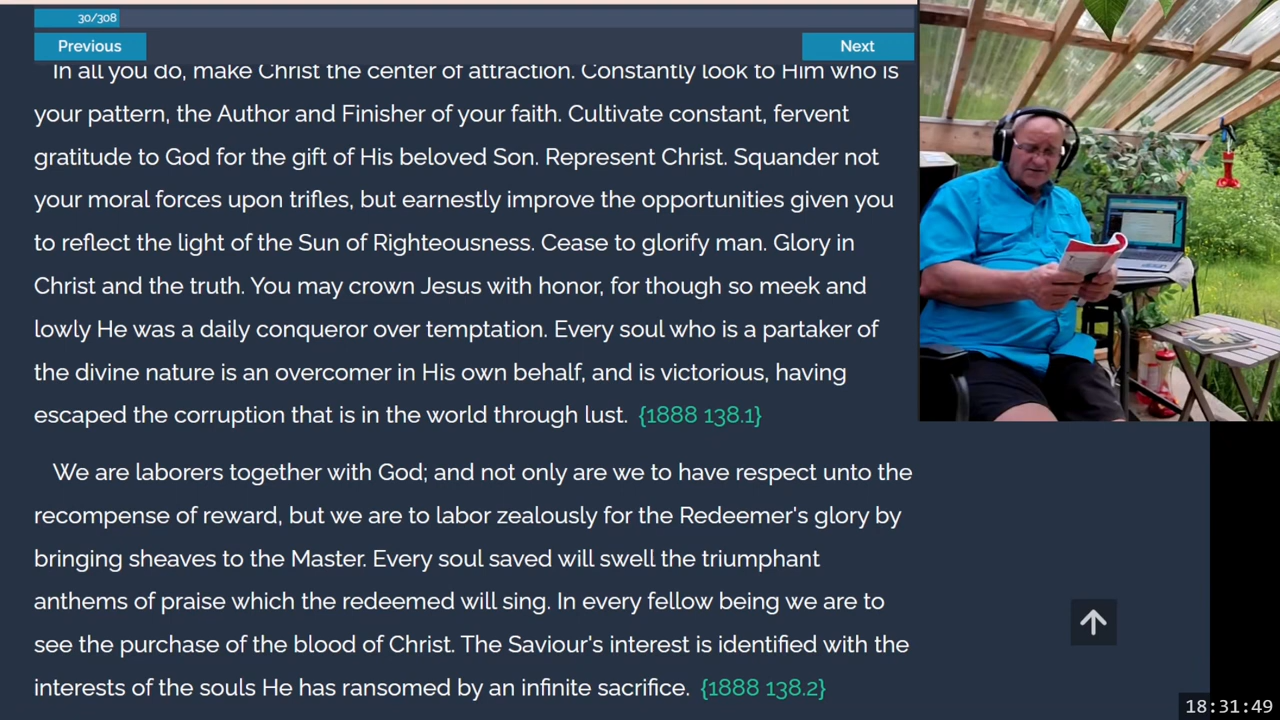 30/308
Previous
Next
In all you do, make Christ the center of attraction. Constantly look to Him who is
your pattern, the Author and Finisher of your faith. Cultivate constant, fervent
gratitude to God for the gift of His beloved Son. Represent Christ. Squander not
your moral forces upon trifles, but earnestly improve the opportunities given you
to reflect the light of the Sun of Righteousness. Cease to glorify man. Glory in
Christ and the truth. You may crown Jesus with honor, for though so meek and
lowly He was a daily conqueror over temptation. Every soul who is a partaker of
the divine nature is an overcomer in His own behalf, and is victorious, having
escaped the corruption that is in the world through lust. {1888 138.1}
We are laborers together with God; and not only are we to have respect unto the
recompense of reward, but we are to labor zealously for the Redeemer's glory by
bringing sheaves to the Master. Every soul saved will swell the triumphant
anthems of praise which the redeemed will sing. In every fellow being we are to
see the purchase of the blood of Christ. The Saviour's interest is identified with the
interests of the souls He has ransomed by an infinite sacrifice. {1888 138.2}
18:31:49